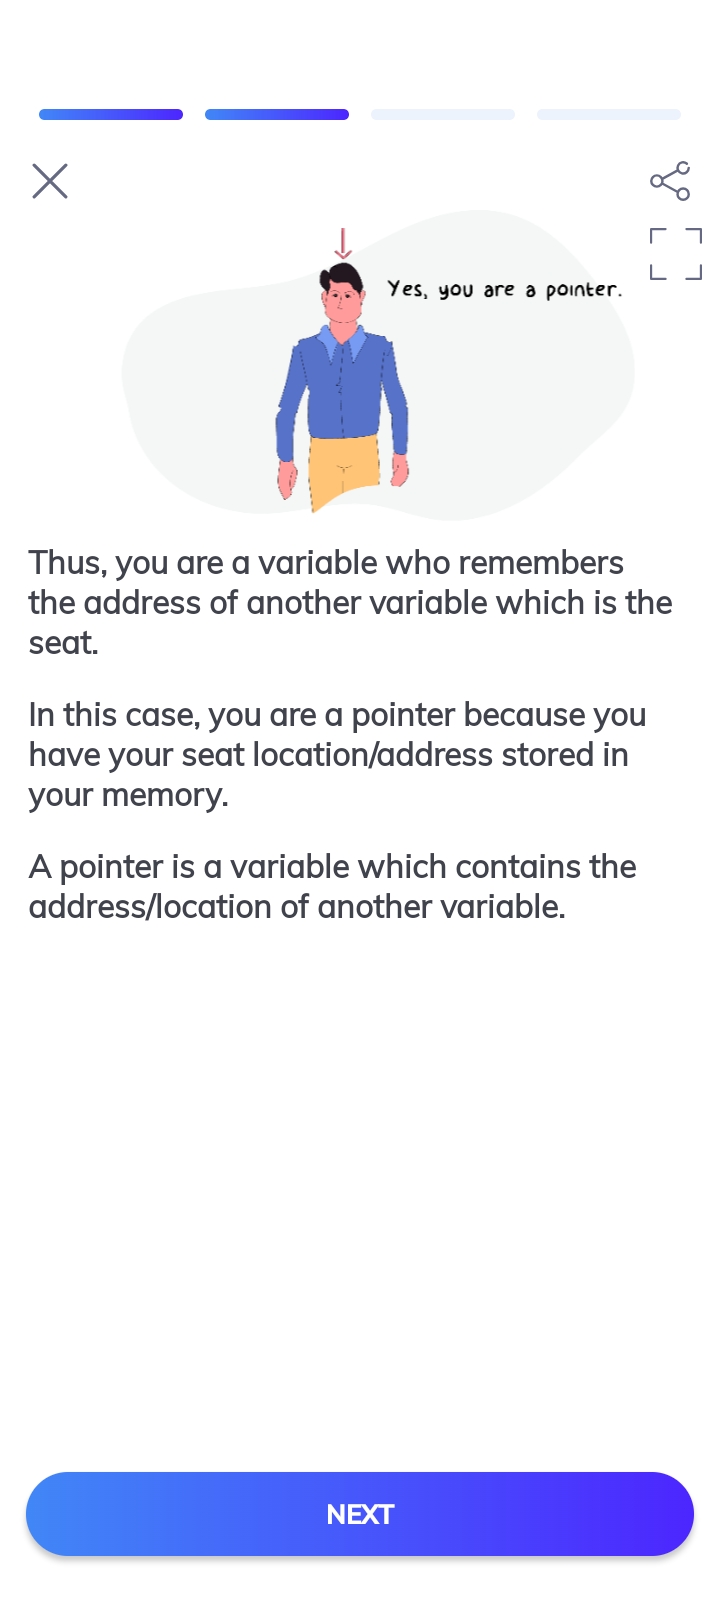 Yes, you are a pointer.
Thus, you are a variable who remembers
the address of another variable which is the
seat.
In this case, you are a pointer because you
have your seat location/address stored in
your memory.
A pointer is a variable which contains the
address/location of another variable.
NEXT